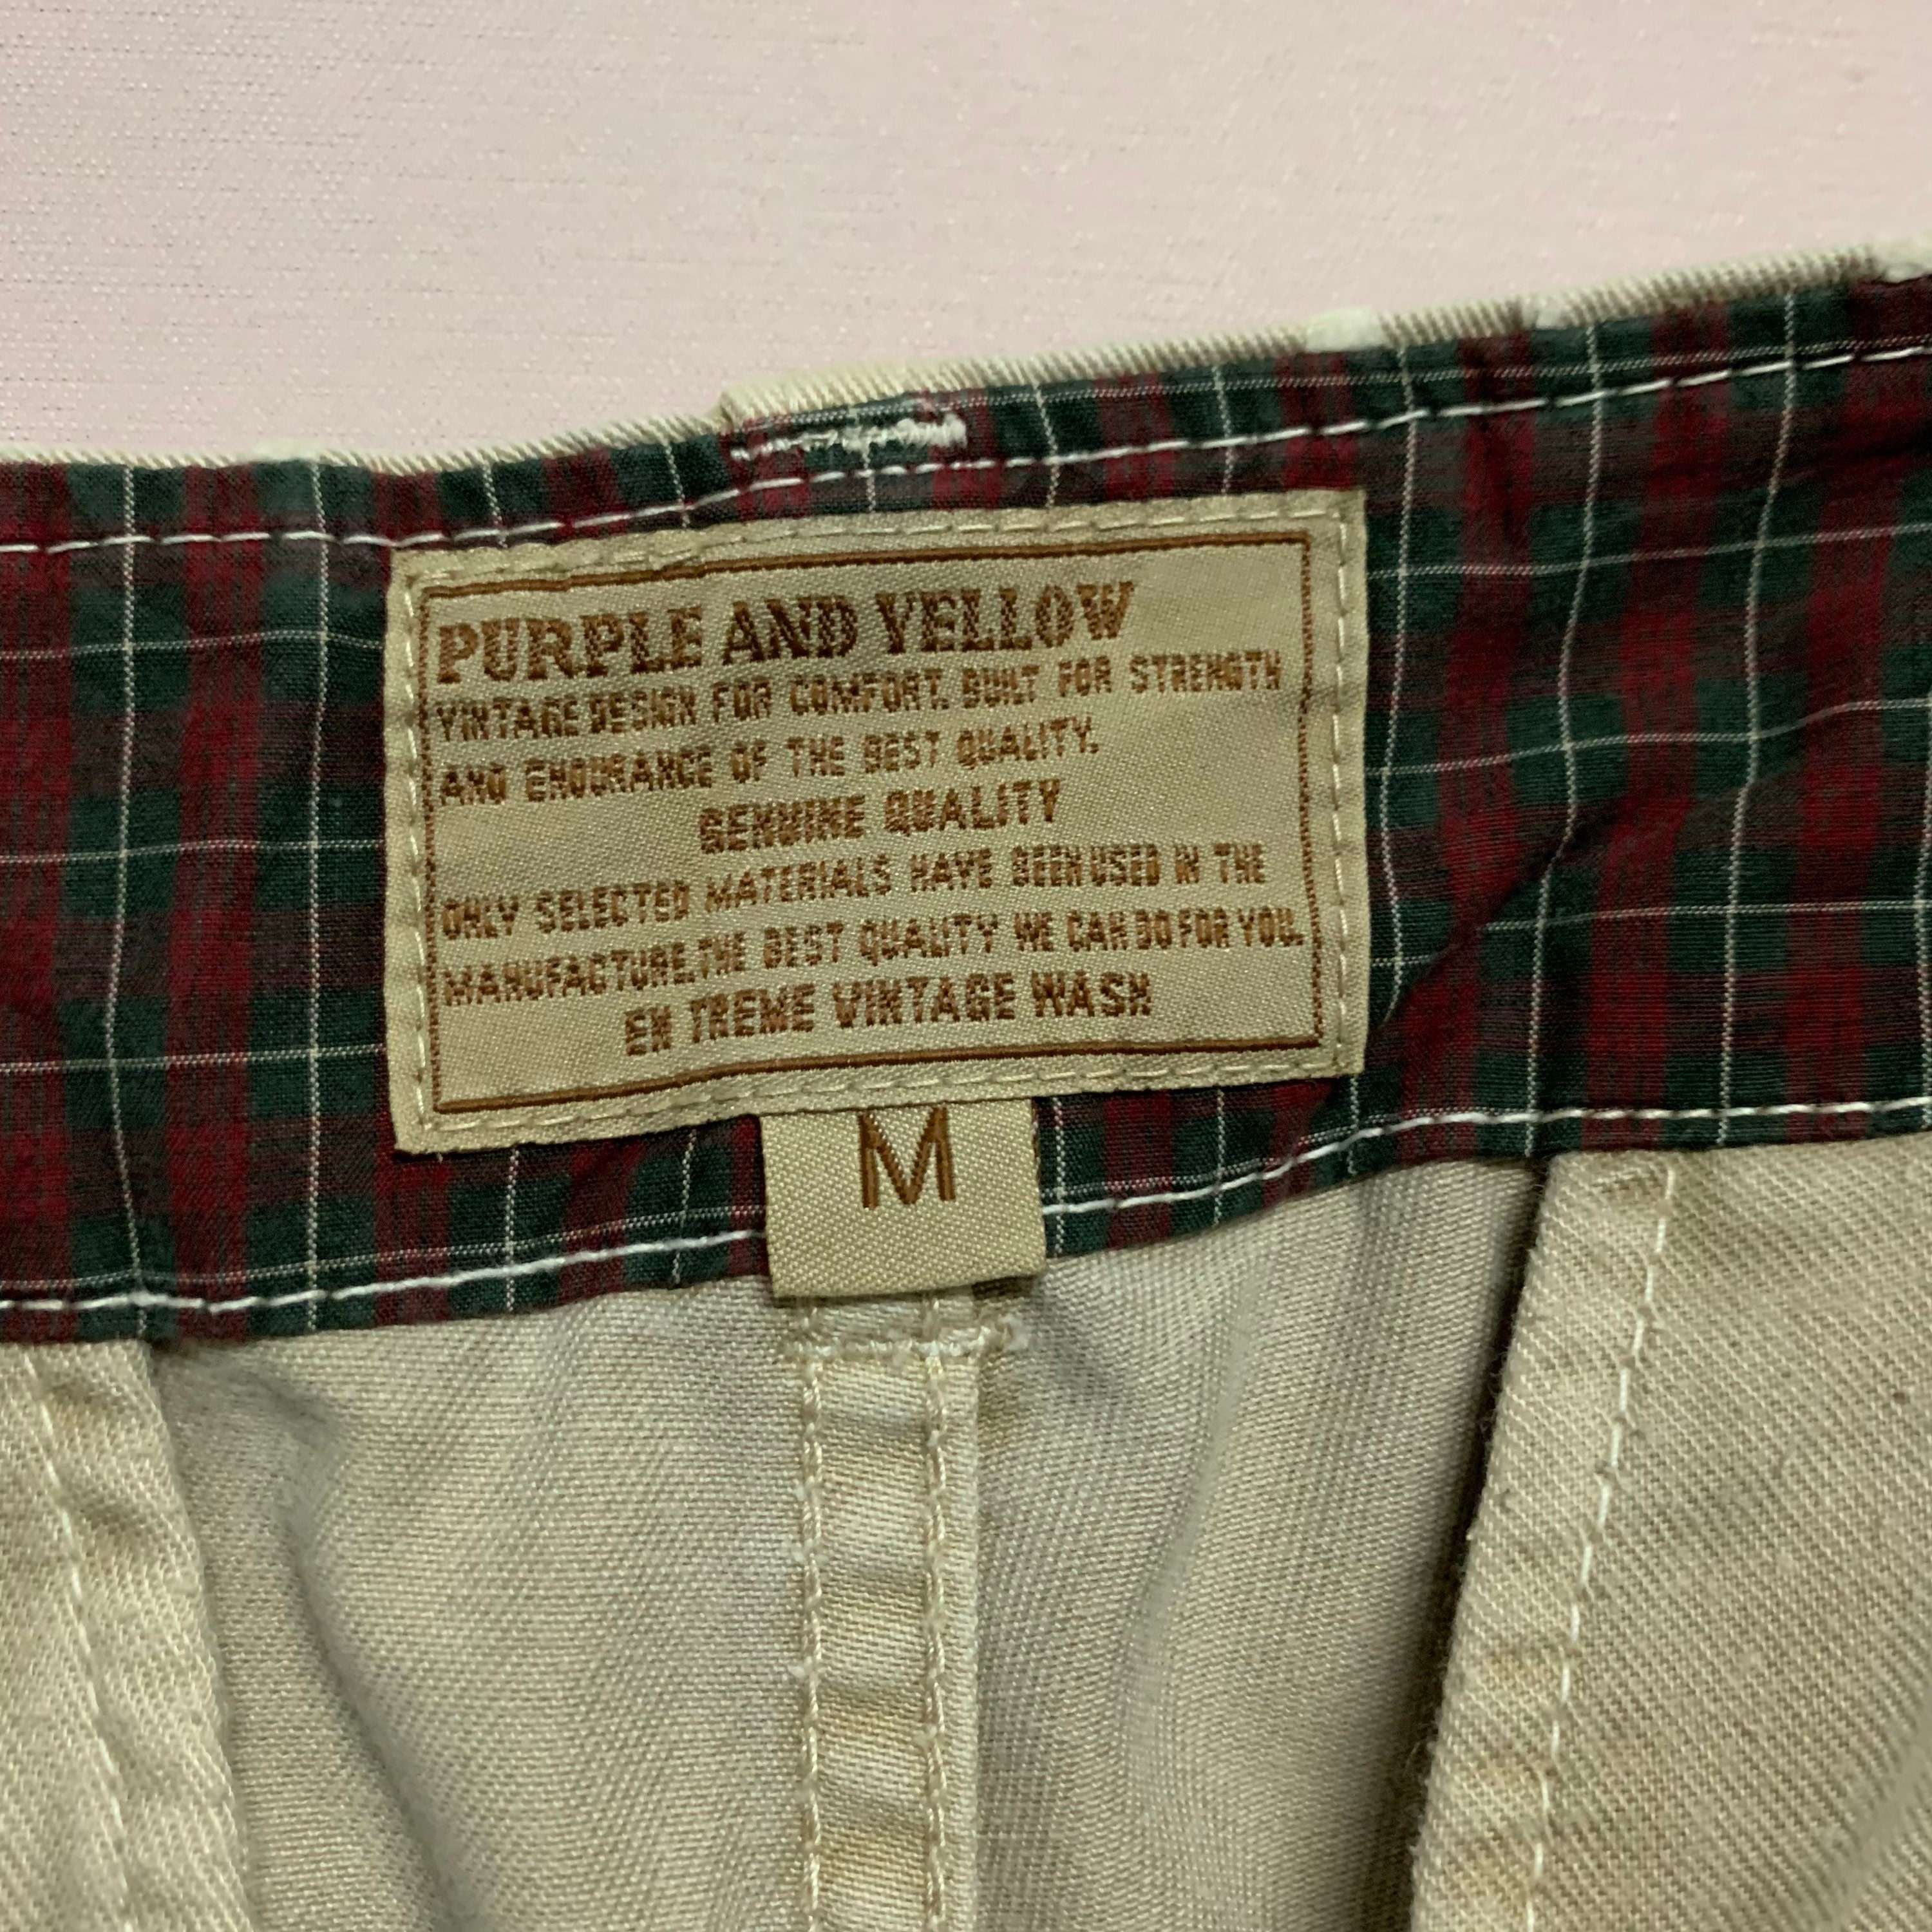 PURPLE AND YELLOW
VINTAGE DESIGN FOR COMFORT. BUILT FOR STRENGTH
AND ENDURANCE OF THE BEST QUALITY.
GENUINE QUALITY
ONLY SELECTED MATERIALS HAVE BEEN USED IN THE
MANUFACTURE.THE BEST QUALITY WE CAN DO FOR YOU.
EN TREME VINTAGE WASH
M